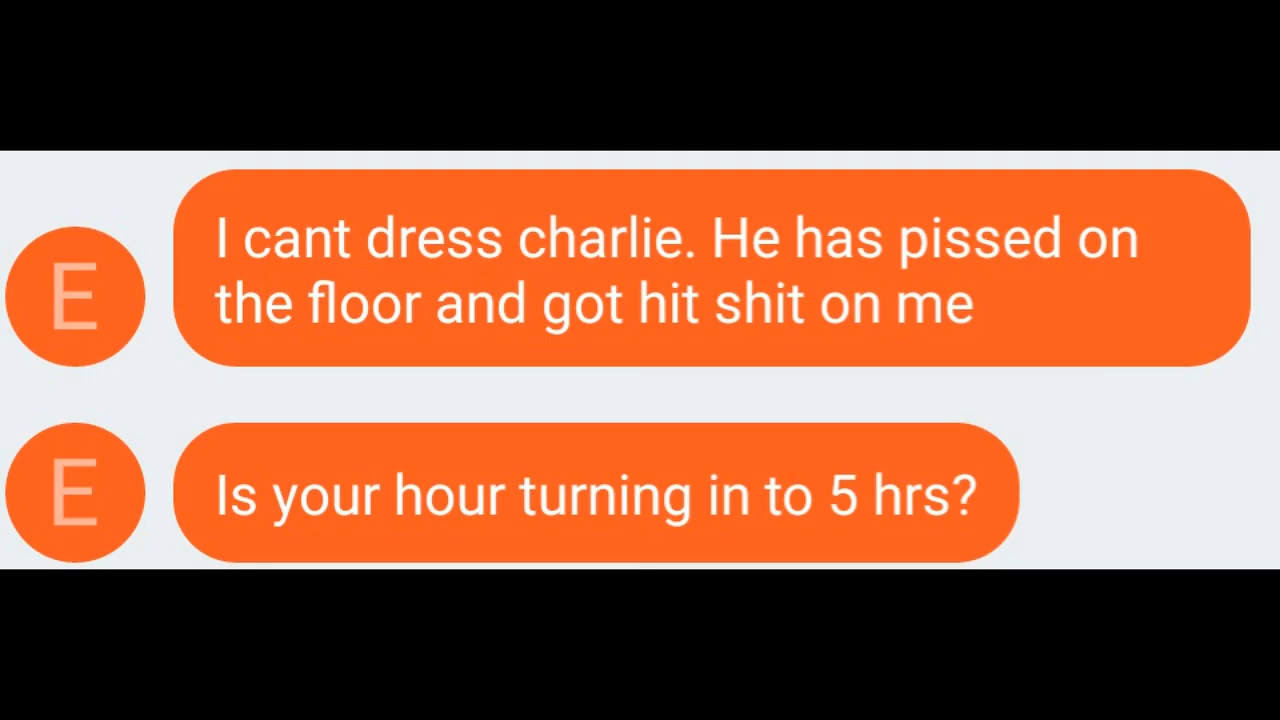 E
I cant dress charlie. He has pissed on
the floor and got hit shit on me
E
Is your hour turning in to 5 hrs?